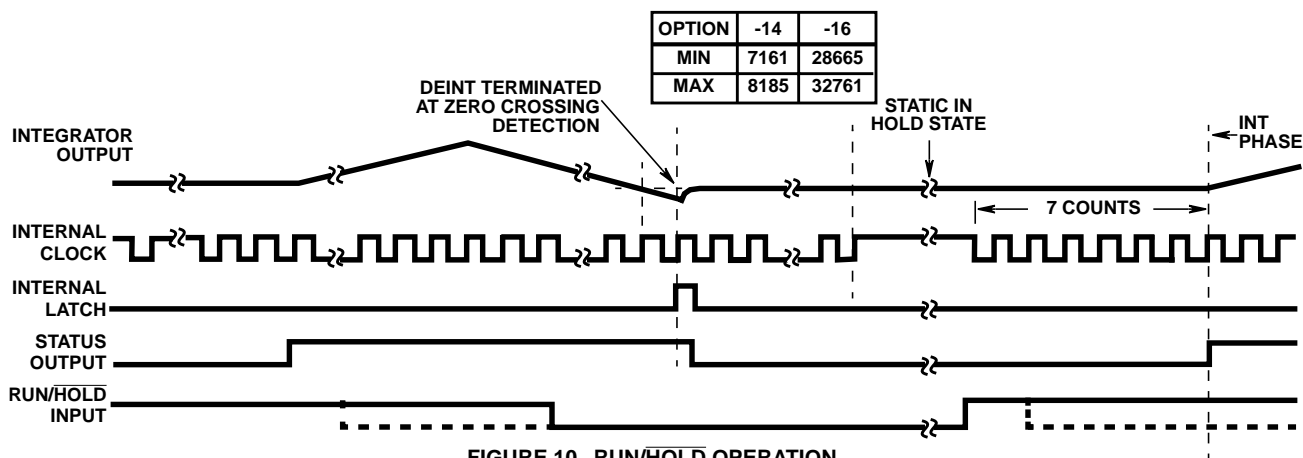 OPTION -14 -16
MIN 7161 28665
MAX 8185 32761
DEINT TERMINATED
AT ZERO CROSSING
DETECTION
STATIC IN
HOLD STATE
INT
PHASE
INTEGRATOR
OUTPUT
7 COUNTS
INTERNAL
CLOCK
INTERNAL
LATCH
STATUS
OUTPUT
RUN/HOLD
INPUT
FIGURE 10. RUN/HOLD OPERATION